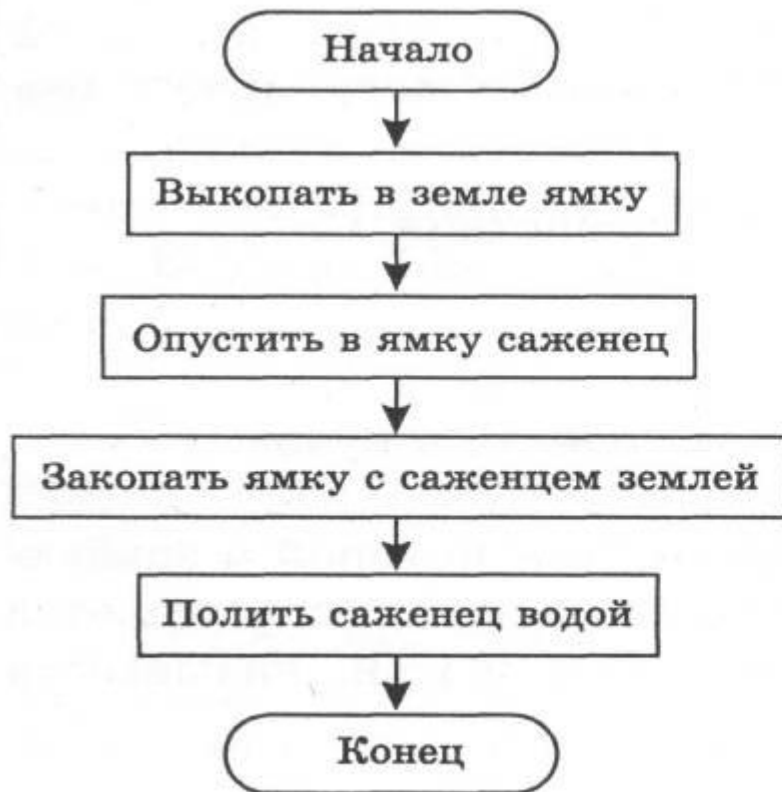 Начало
Выкопать в земле ямку
Опустить в ямку саженец
Закопать ямку с саженцем землей
Полить саженец водой
Конец